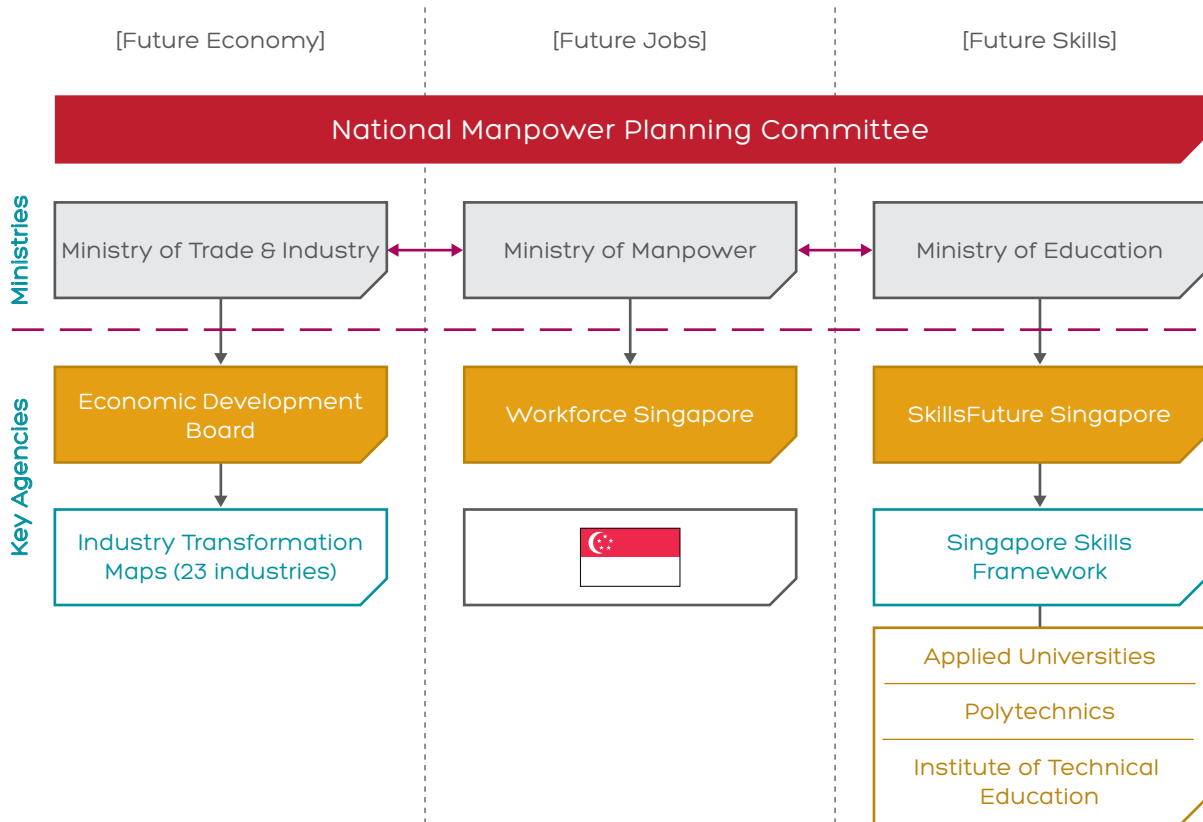 [Future Economy]
[Future Jobs]
[Future Skills]
National Manpower Planning Committee
Ministries
Ministry of Trade & Industry
Ministry of Manpower
Ministry of Education
Key Agencies
Economic Development
Board
Workforce Singapore
SkillsFuture Singapore
Industry Transformation
Maps (23 industries)
Singapore Skills
Framework
Applied Universities
Polytechnics
Institute of Technical
Education